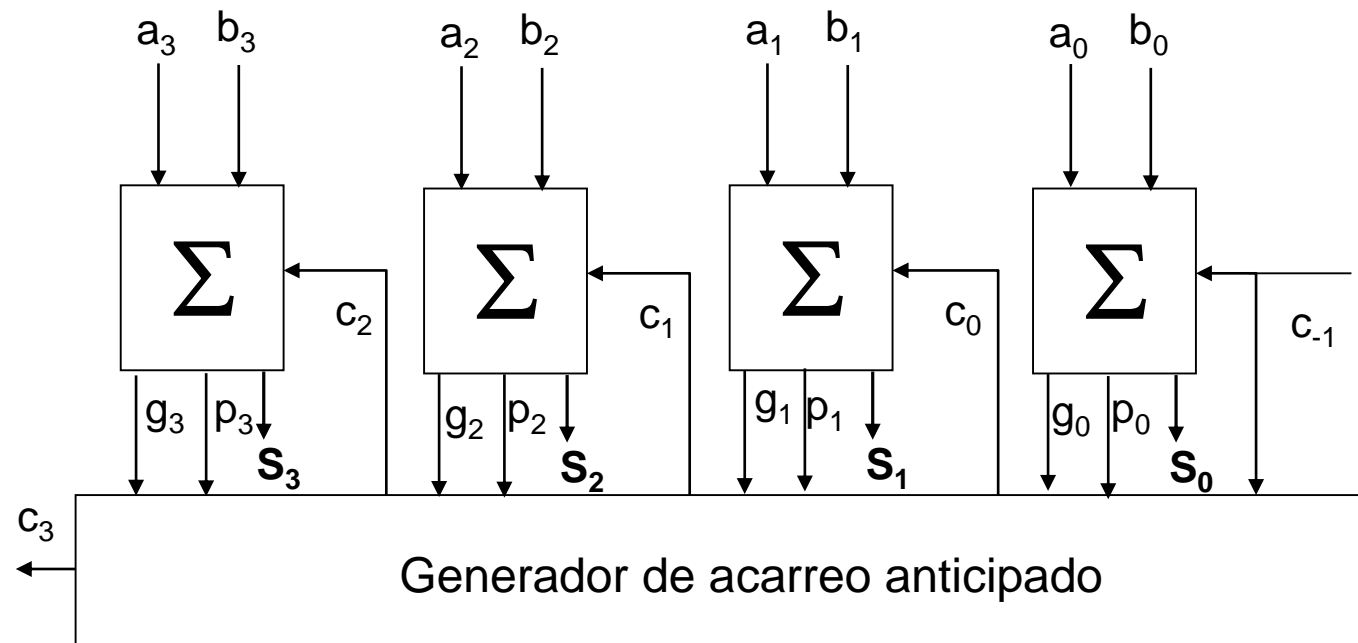 a₃ b₃ a₂ b₂ a₁ b₁ a₀ b₀
Σ Σ Σ Σ
c₂ c₁ c₀ c₋₁
g₃ p₃ g₂ p₂ g₁ p₁ g₀ p₀
S₃ S₂ S₁ S₀
c₃
Generador de acarreo anticipado